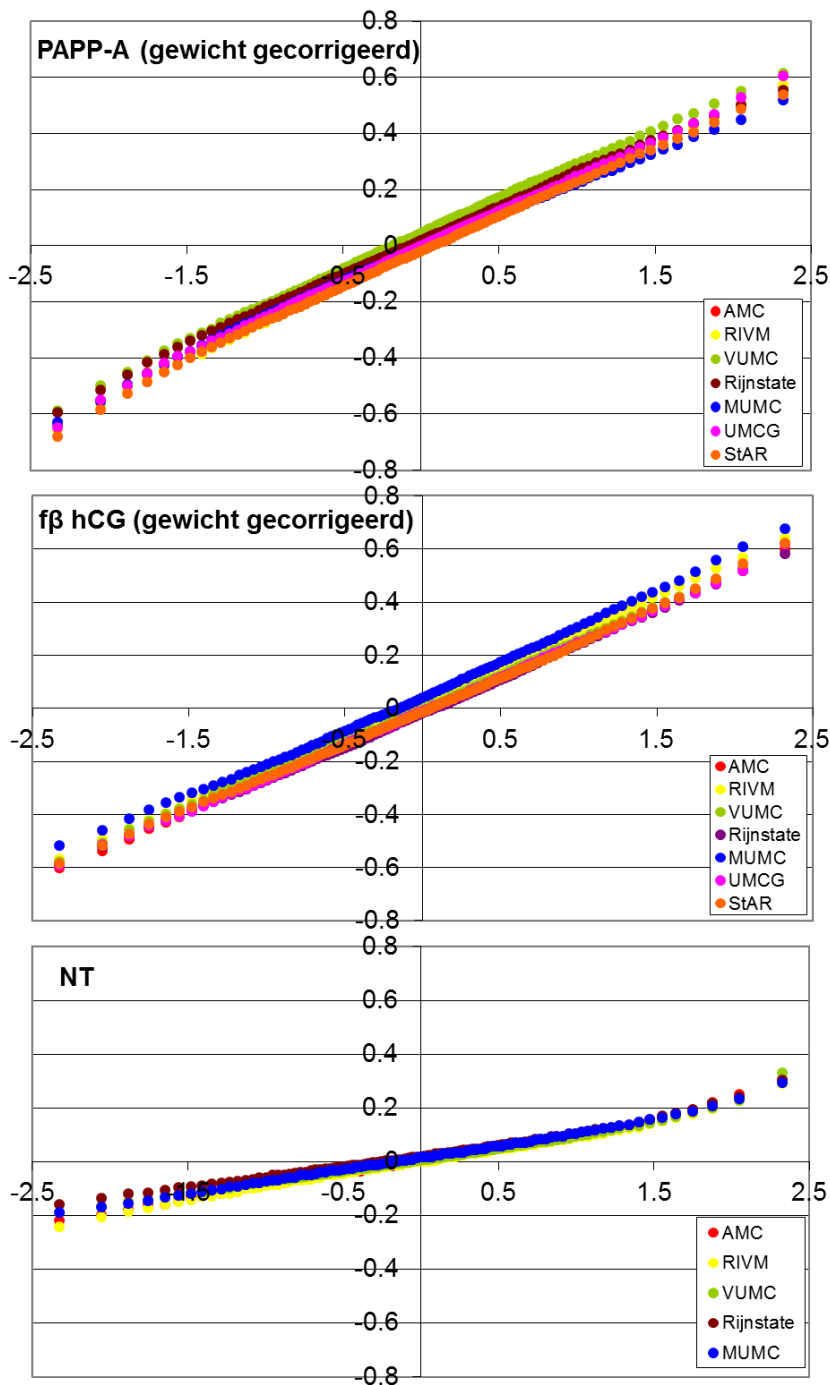 0.8
PAPP-A (gewicht gecorrigeerd)
0.6
0.4
0.2
0
-2.5 -1.5 -0.5 0.5 1.5 2.5
-0.2
-0.4
-0.6
-0.8
AMC
RIVM
VUMC
Rijnstate
MUMC
UMCG
StAR
0.8
fβ hCG (gewicht gecorrigeerd)
0.6
0.4
0.2
0
-2.5 -1.5 -0.5 0.5 1.5 2.5
-0.2
-0.4
-0.6
-0.8
AMC
RIVM
VUMC
Rijnstate
MUMC
UMCG
StAR
0.8
NT
0.6
0.4
0.2
0
-2.5 -1.5 -0.5 0.5 1.5 2.5
-0.2
-0.4
-0.6
-0.8
AMC
RIVM
VUMC
Rijnstate
MUMC